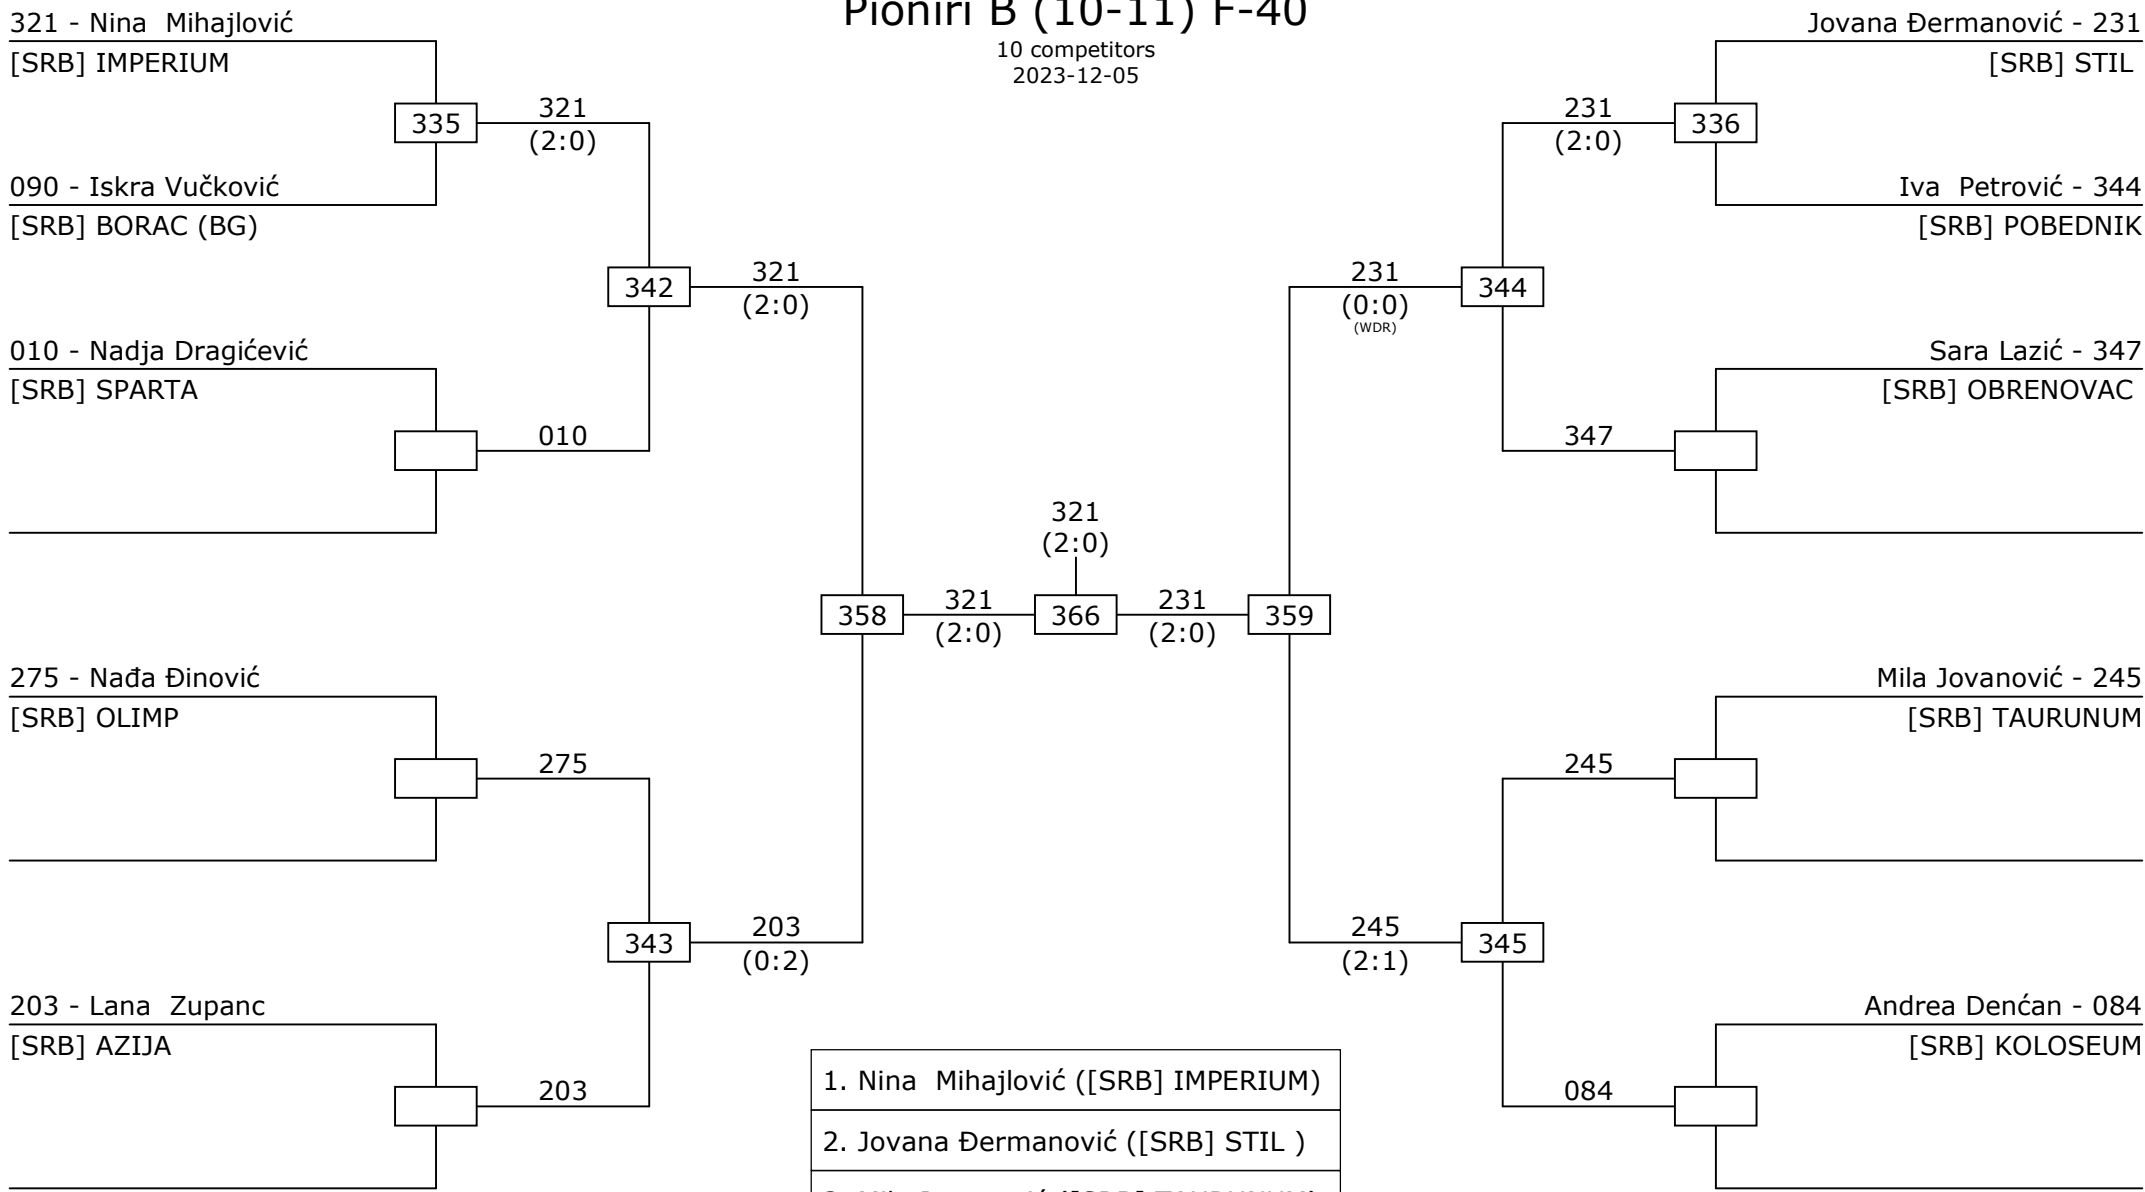 Pioniri B (10-11) F-40
10 competitors
2023-12-05
321 - Nina  Mihajlović
[SRB] IMPERIUM
335
321
(2:0)
090 - Iskra Vučković
[SRB] BORAC (BG)
342
321
(2:0)
010 - Nadja Dragićević
[SRB] SPARTA
010
275 - Nađa Đinović
[SRB] OLIMP
275
343
203
(0:2)
203 - Lana  Zupanc
[SRB] AZIJA
203
358
321
(2:0)
321
(2:0)
366
231
(2:0)
359
Jovana Đermanović - 231
[SRB] STIL
231
(2:0)
336
Iva  Petrović - 344
[SRB] POBEDNIK
231
(0:0)
(WDR)
344
Sara Lazić - 347
[SRB] OBRENOVAC
347
Mila Jovanović - 245
[SRB] TAURUNUM
245
245
(2:1)
345
Andrea Denćan - 084
[SRB] KOLOSEUM
084
1. Nina  Mihajlović ([SRB] IMPERIUM)
2. Jovana Đermanović ([SRB] STIL )
3. Mila Jovanović ([SRB] TAURUNUM)